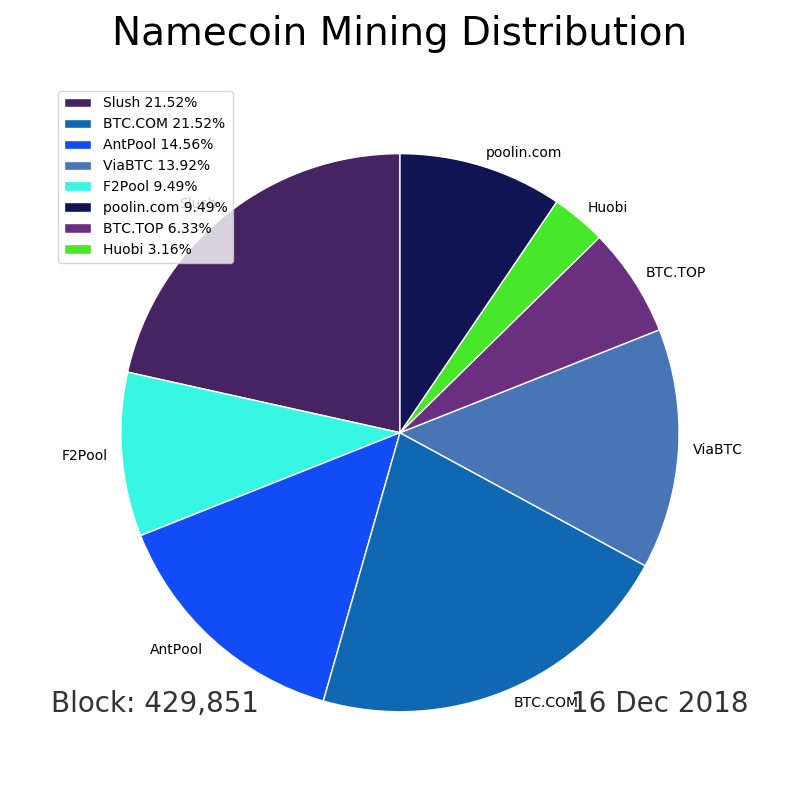 Namecoin Mining Distribution
Slush 21.52%
BTC.COM 21.52%
AntPool 14.56%
ViaBTC 13.92%
F2Pool 9.49%
poolin.com 9.49%
BTC.TOP 6.33%
Huobi 3.16%
Slush
poolin.com
Huobi
BTC.TOP
ViaBTC
F2Pool
AntPool
BTC.COM
Block: 429,851
16 Dec 2018